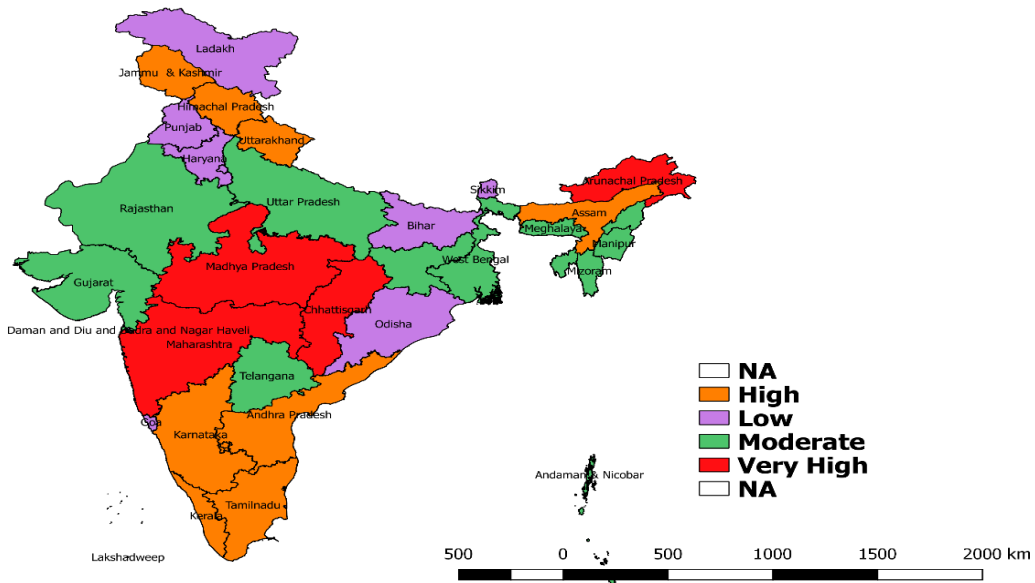 Ladakh
Jammu & Kashmir
Himachal Pradesh
Punjab
Uttarakhand
Haryana
Sikkim
Arunachal Pradesh
Rajasthan
Uttar Pradesh
Assam
Bihar
Meghalaya
Manipur
Madhya Pradesh
West Bengal
Mizoram
Gujarat
Chhattisgarh
Odisha
Daman and Diu and Dadra and Nagar Haveli
Maharashtra
Telangana
Goa
Andhra Pradesh
Karnataka
Kerala
Tamilnadu
Lakshadweep
Andaman & Nicobar
NA
High
Low
Moderate
Very High
NA
500 0 500 1000 1500 2000 km